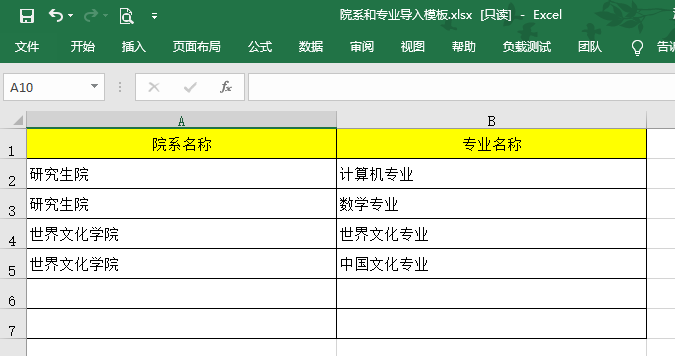 院系和专业导入模板.xlsx [只读] - Excel
文件 开始 插入 页面布局 公式 数据 审阅 视图 帮助 负载测试 团队 告诉
A10 fx
A B
1 院系名称 专业名称
2 研究生院 计算机专业
3 研究生院 数学专业
4 世界文化学院 世界文化专业
5 世界文化学院 中国文化专业
6
7